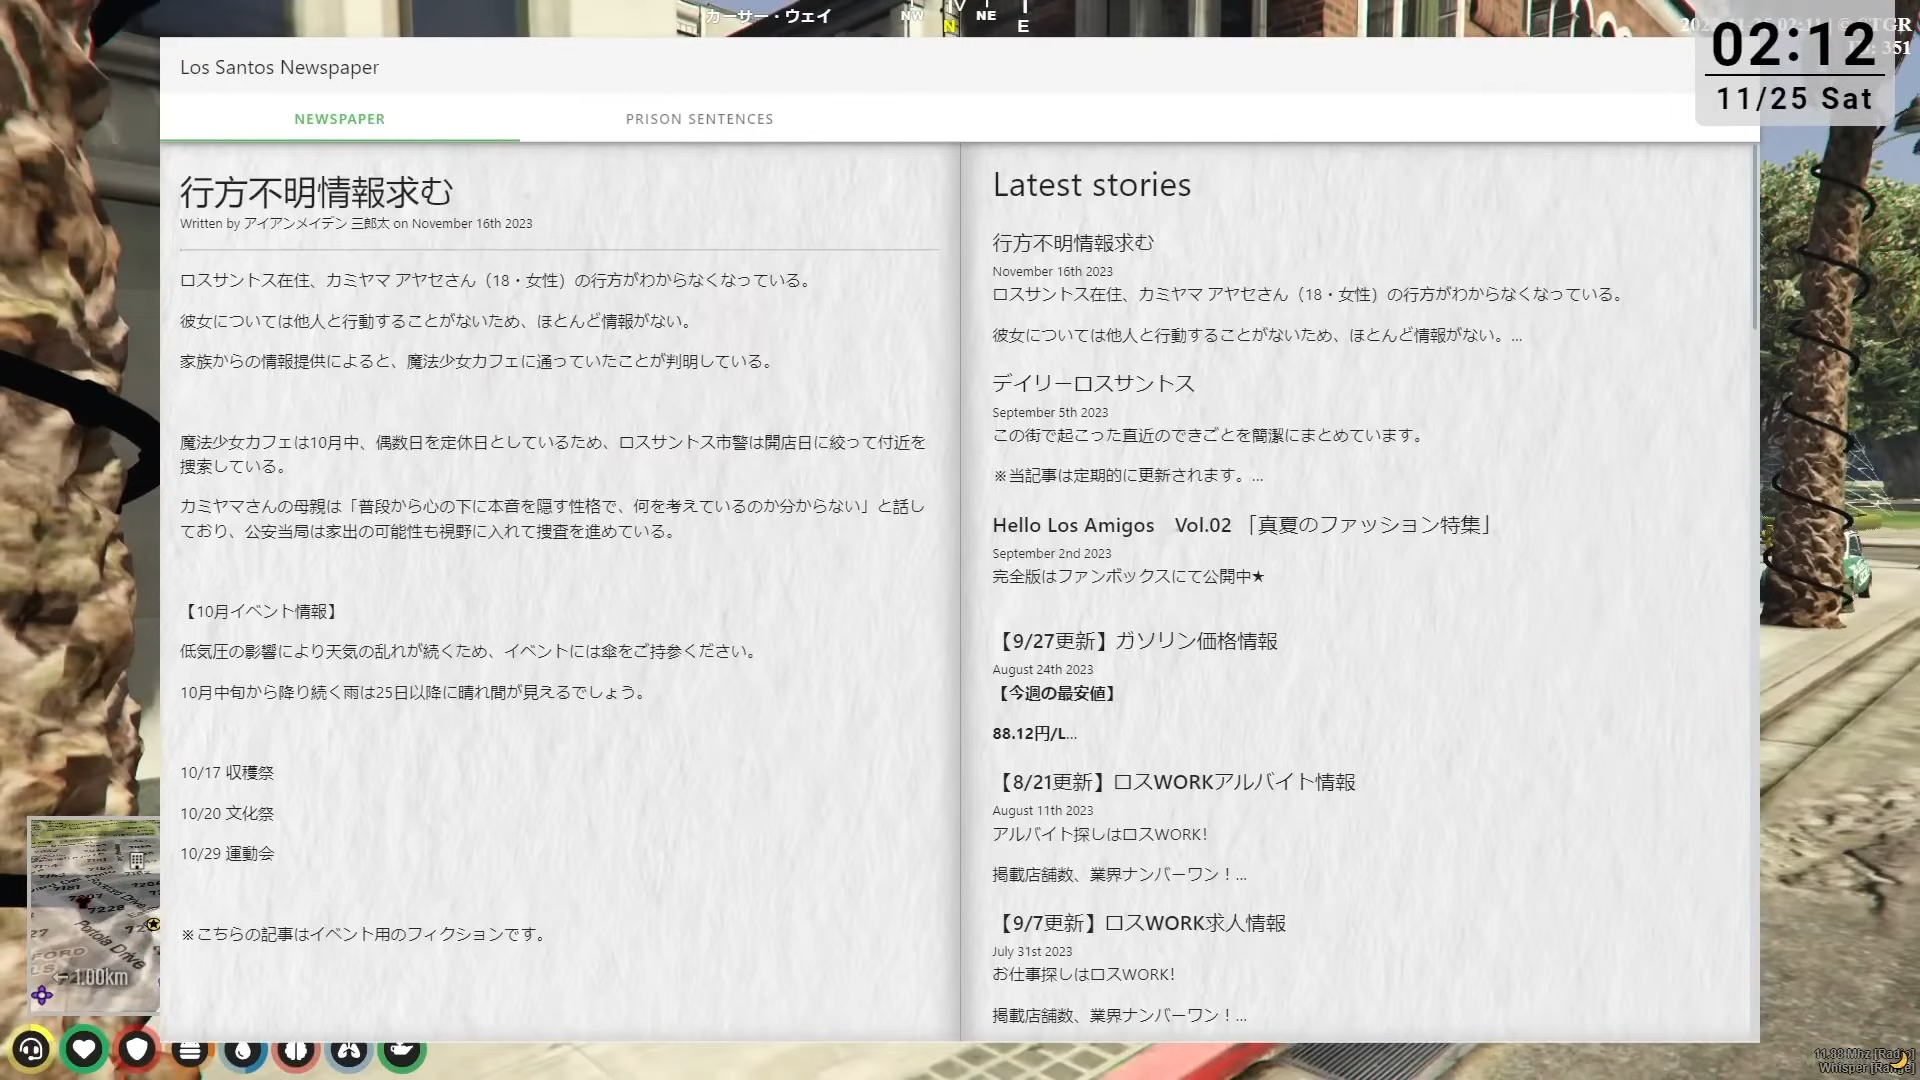 カーサー・ウェイ
NW
N
NE
E
02:12
11/25 Sat
351
Los Santos Newspaper
NEWSPAPER
PRISON SENTENCES
行方不明情報求む
Written by アイアンメイデン 三郎太 on November 16th 2023
ロスサントス在住、カミヤマ アヤセさん（18・女性）の行方がわからなくなっている。
彼女については他人と行動することがないため、ほとんど情報がない。
家族からの情報提供によると、魔法少女カフェに通っていたことが判明している。
魔法少女カフェは10月中、偶数日を定休日としているため、ロスサントス市警は開店日に絞って付近を
捜索している。
カミヤマさんの母親は「普段から心の下に本音を隠す性格で、何を考えているのか分からない」と話し
ており、公安当局は家出の可能性も視野に入れて捜査を進めている。
【10月イベント情報】
低気圧の影響により天気の乱れが続くため、イベントには傘をご持参ください。
10月中旬から降り続く雨は25日以降に晴れ間が見えるでしょう。
10/17 収穫祭
10/20 文化祭
10/29 運動会
※こちらの記事はイベント用のフィクションです。
Latest stories
行方不明情報求む
November 16th 2023
ロスサントス在住、カミヤマ アヤセさん（18・女性）の行方がわからなくなっている。
彼女については他人と行動することがないため、ほとんど情報がない。...
デイリーロスサントス
September 5th 2023
この街で起こった直近のできごとを簡潔にまとめています。
※当記事は定期的に更新されます。...
Hello Los Amigos　Vol.02 「真夏のファッション特集」
September 2nd 2023
完全版はファンボックスにて公開中★
【9/27更新】ガソリン価格情報
August 24th 2023
【今週の最安値】
88.12円/L...
【8/21更新】ロスWORKアルバイト情報
August 11th 2023
アルバイト探しはロスWORK!
掲載店舗数、業界ナンバーワン！...
【9/7更新】ロスWORK求人情報
July 31st 2023
お仕事探しはロスWORK!
掲載店舗数、業界ナンバーワン！...
7228
Portola Drive
1.00km
11.98 Mhz [Radio]
Whisper [Range]